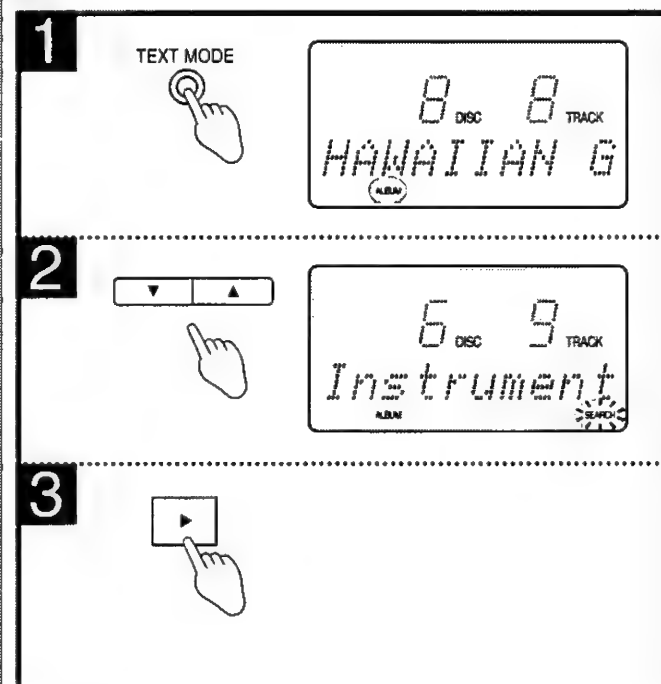 1
TEXT MODE
8 DISC 8 TRACK
HAWAIIAN G
ALBUM
2
▼ ▲
6 DISC 9 TRACK
Instrument
ALBUM SEARCH
3
▶